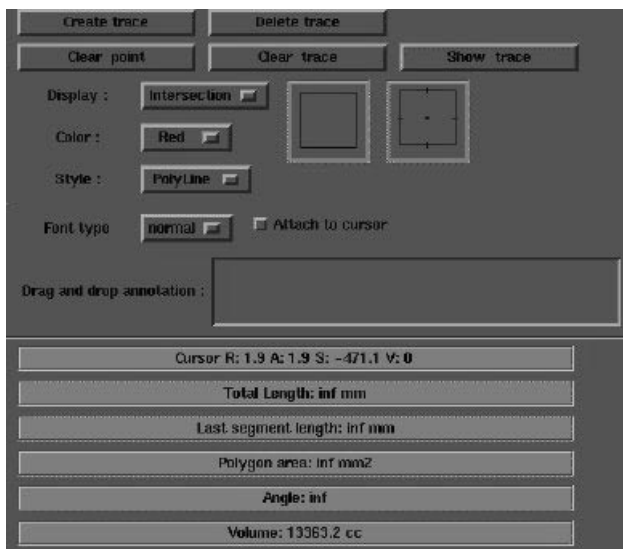 Create trace Delete trace
Clear point Clear trace Show trace
Display : Intersection
Color : Red
Style : PolyLine
Font type normal Attach to cursor
Drag and drop annotation :
Cursor R: 1.9 A: 1.9 S: -471.1 V: 0
Total Length: inf mm
Last segment length: inf mm
Polygon area: inf mm2
Angle: inf
Volume: 13363.2 cc